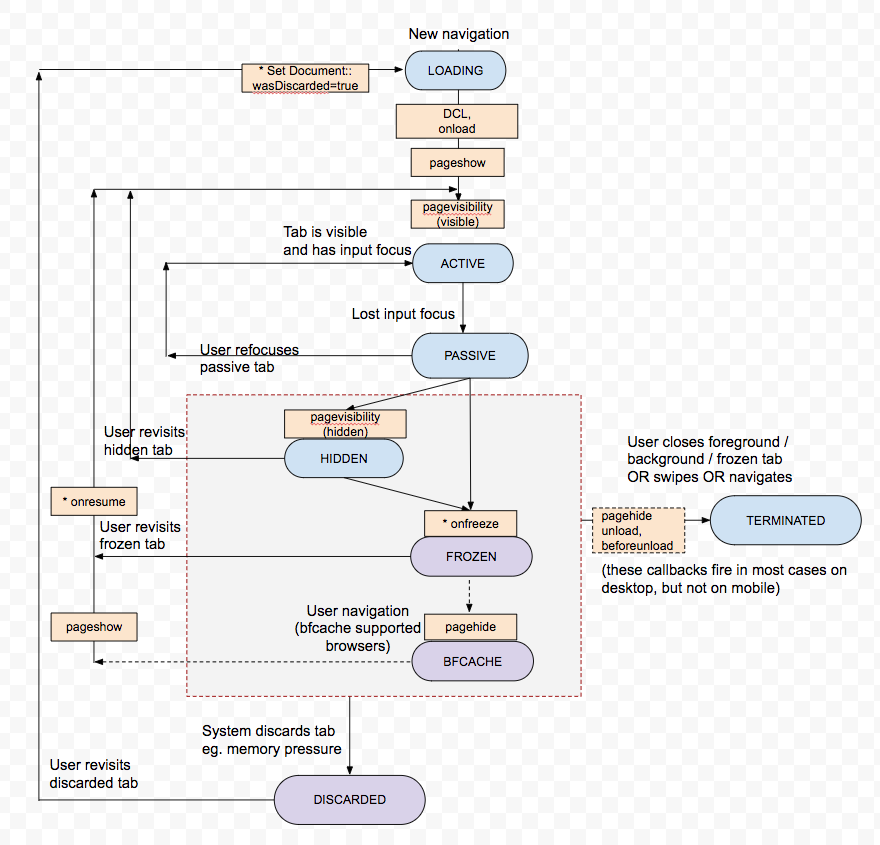 New navigation
* Set Document::
wasDiscarded=true
LOADING
DCL,
onload
pageshow
pagevisibility
(visible)
Tab is visible
and has input focus
ACTIVE
Lost input focus
User refocuses
passive tab
PASSIVE
pagevisibility
(hidden)
User revisits
hidden tab
HIDDEN
User closes foreground /
background / frozen tab
OR swipes OR navigates
* onresume
* onfreeze
pagehide
unload,
beforeunload
TERMINATED
User revisits
frozen tab
FROZEN
(these callbacks fire in most cases on
desktop, but not on mobile)
User navigation
(bfcache supported
browsers)
pageshow
pagehide
BFCACHE
System discards tab
eg. memory pressure
User revisits
discarded tab
DISCARDED